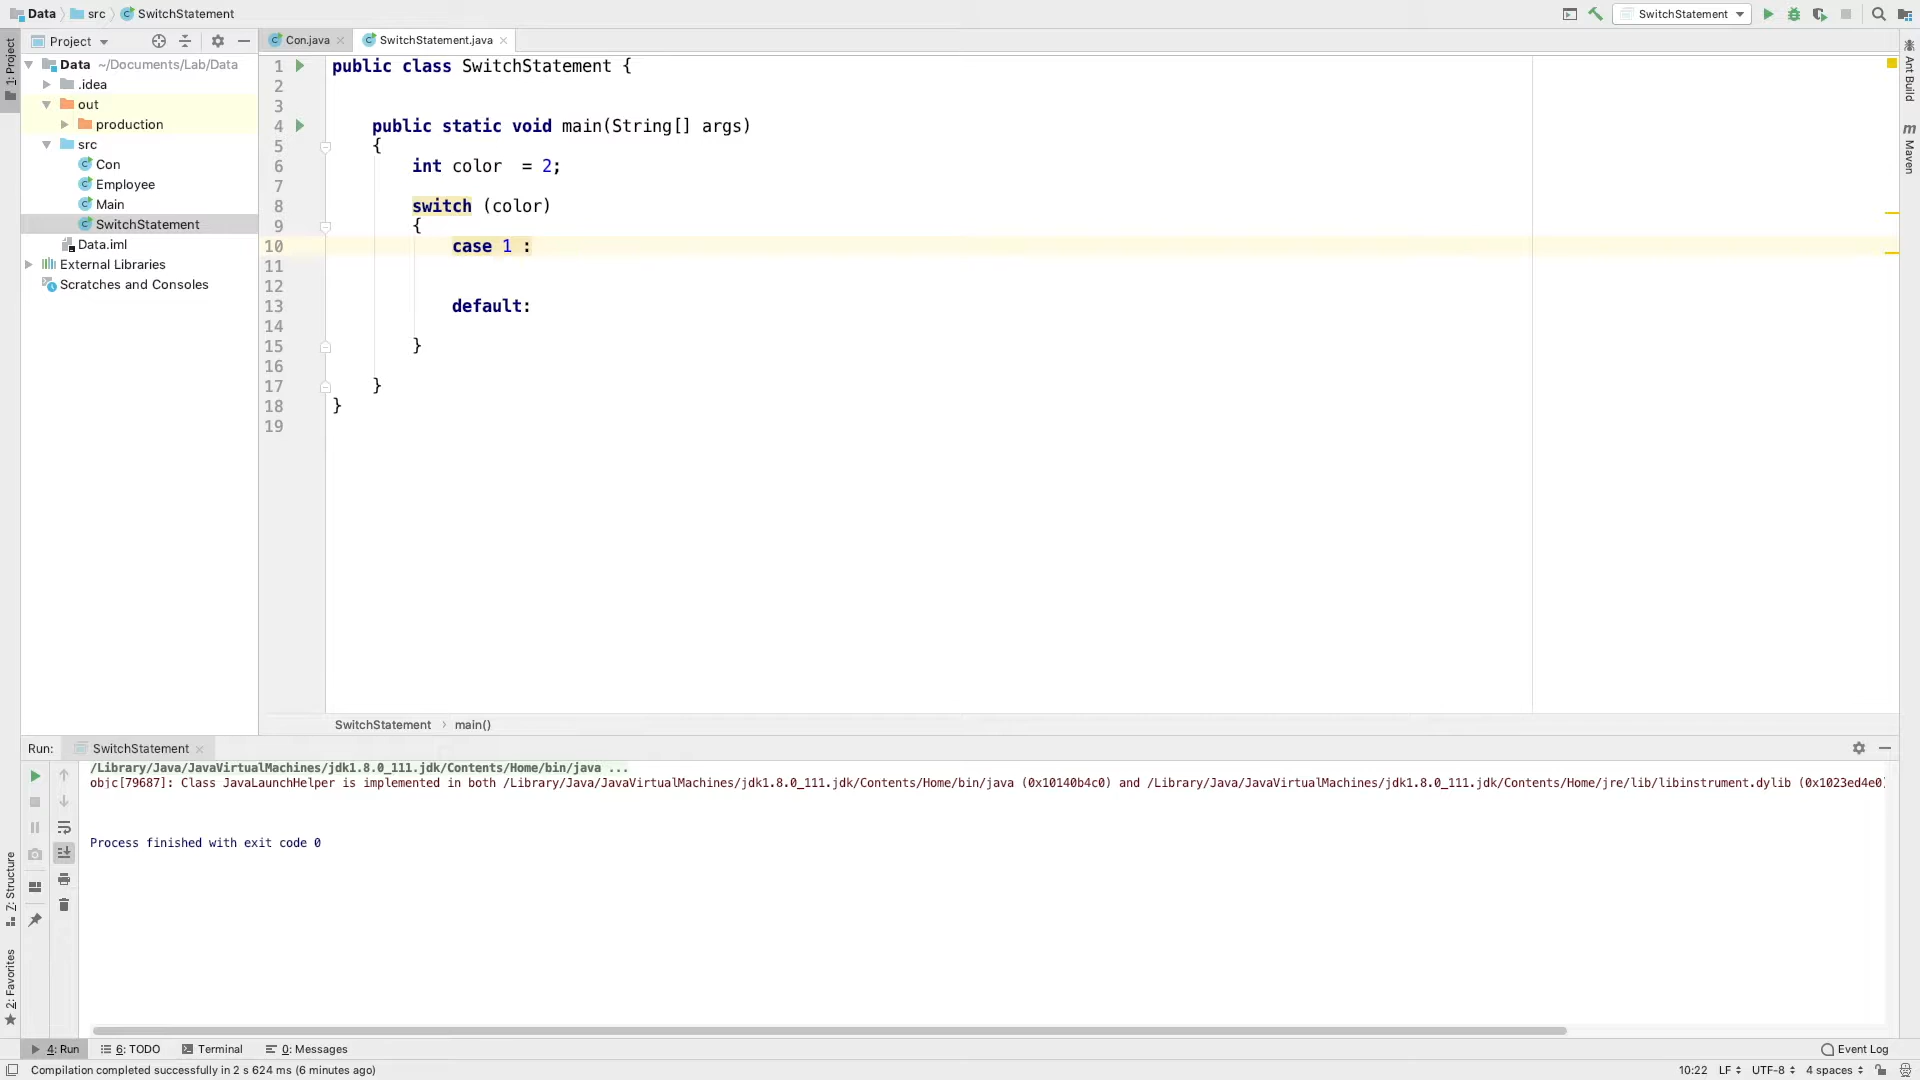 Data src SwitchStatement SwitchStatement
Project Con.java SwitchStatement.java
1: Project
Data ~/Documents/Lab/Data
.idea
out
production
src
Con
Employee
Main
SwitchStatement
Data.iml
External Libraries
Scratches and Consoles
1 public class SwitchStatement {
2
3
4 public static void main(String[] args)
5 {
6 int color  = 2;
7
8 switch (color)
9 {
10 case 1 :
11
12
13 default:
14
15 }
16
17 }
18 }
19
Ant Build
m Maven
SwitchStatement › main()
Run: SwitchStatement
/Library/Java/JavaVirtualMachines/jdk1.8.0_111.jdk/Contents/Home/bin/java ...
objc[79687]: Class JavaLaunchHelper is implemented in both /Library/Java/JavaVirtualMachines/jdk1.8.0_111.jdk/Contents/Home/bin/java (0x10140b4c0) and /Library/Java/JavaVirtualMachines/jdk1.8.0_111.jdk/Contents/Home/jre/lib/libinstrument.dylib (0x1023ed4e0)
Process finished with exit code 0
Z: Structure
2: Favorites
4: Run 6: TODO Terminal 0: Messages Event Log
Compilation completed successfully in 2 s 624 ms (6 minutes ago) 10:22 LF UTF-8 4 spaces